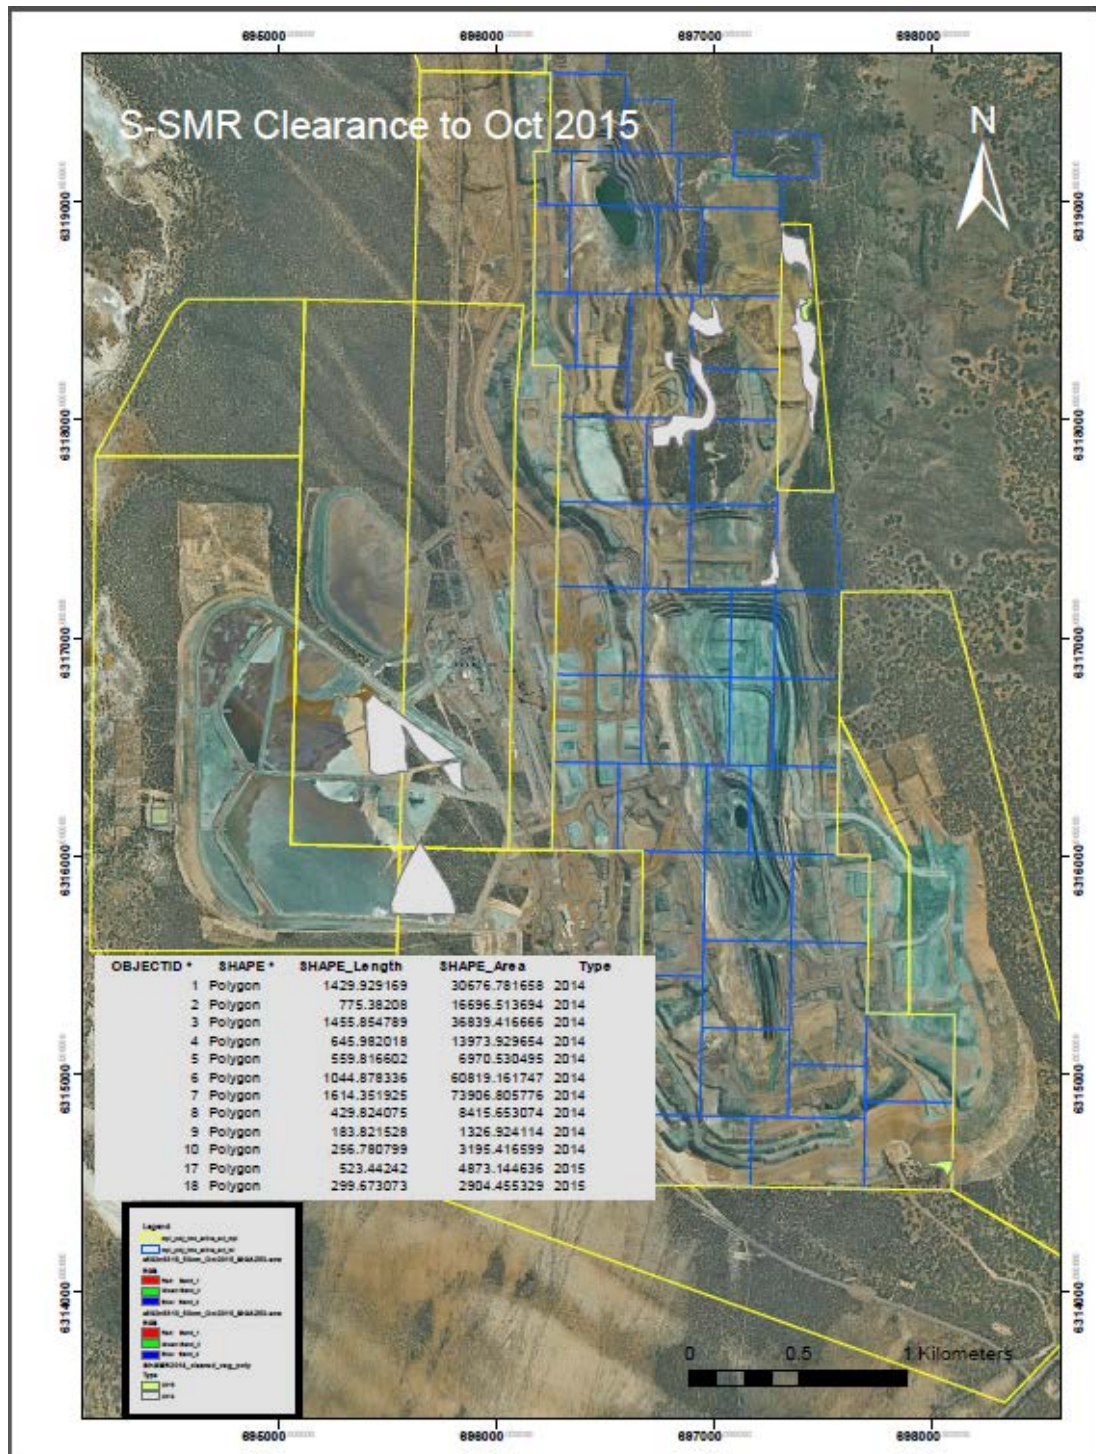 695000 696000 697000 698000
S-SMR Clearance to Oct 2015
N
6319000 6319000
6318000 6318000
6317000 6317000
6316000 6316000
OBJECTID * SHAPE * SHAPE_Length SHAPE_Area Type
1 Polygon 1429.929169 30676.781658 2014
2 Polygon 775.38208 16696.513694 2014
3 Polygon 1455.854789 36839.416666 2014
4 Polygon 645.982018 13973.929654 2014
5 Polygon 559.816602 6970.530495 2014
6 Polygon 1044.878336 60819.161747 2014
7 Polygon 1614.351925 73906.805776 2014
8 Polygon 429.824075 8415.653074 2014
9 Polygon 183.821528 1326.924114 2014
10 Polygon 256.780799 3195.416599 2014
17 Polygon 523.44242 4873.144636 2015
18 Polygon 299.673073 2904.455329 2015
6315000 6315000
Legend
RGB
RGB
Type
6314000 6314000
0 0.5 1 Kilometers
695000 696000 697000 698000